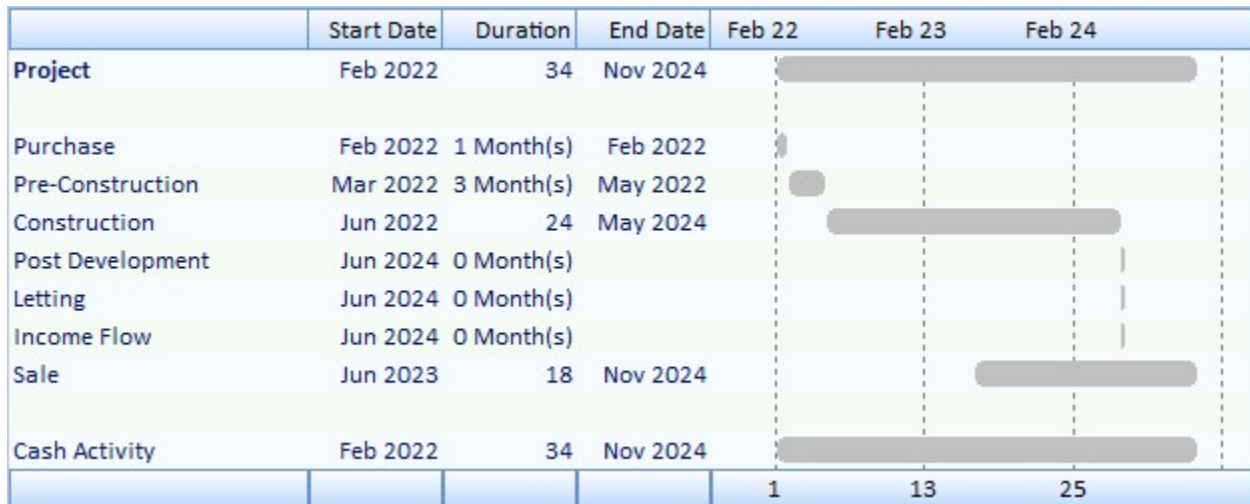 Start Date Duration End Date Feb 22 Feb 23 Feb 24
Project Feb 2022 34 Nov 2024
Purchase Feb 2022 1 Month(s) Feb 2022
Pre-Construction Mar 2022 3 Month(s) May 2022
Construction Jun 2022 24 May 2024
Post Development Jun 2024 0 Month(s)
Letting Jun 2024 0 Month(s)
Income Flow Jun 2024 0 Month(s)
Sale Jun 2023 18 Nov 2024
Cash Activity Feb 2022 34 Nov 2024
1 13 25